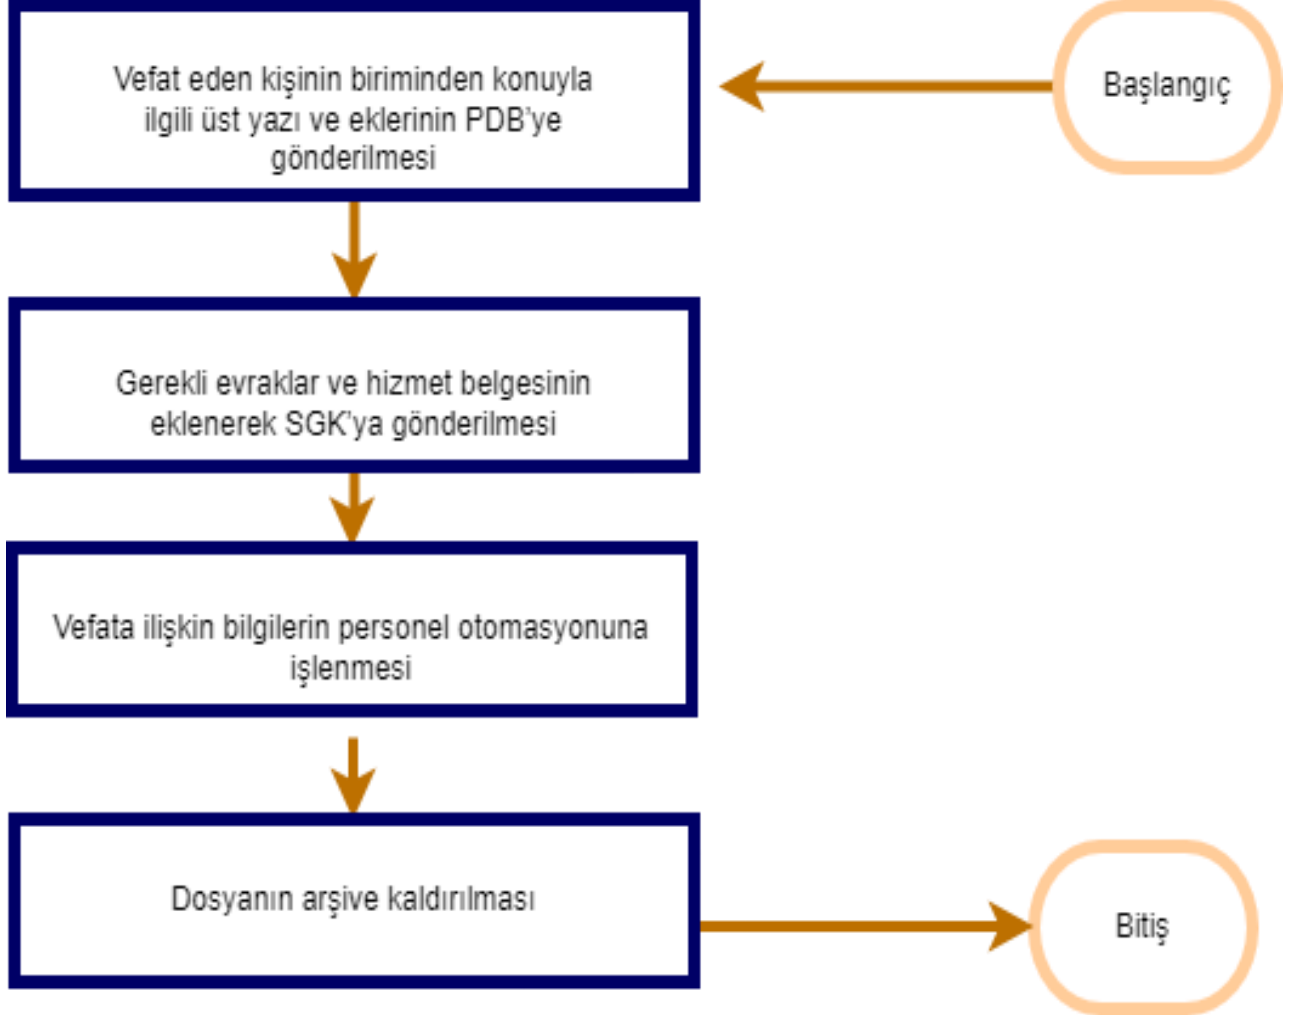 Başlangıç
Vefat eden kişinin biriminden konuyla
ilgili üst yazı ve eklerinin PDB'ye
gönderilmesi
Gerekli evraklar ve hizmet belgesinin
eklenerek SGK'ya gönderilmesi
Vefata ilişkin bilgilerin personel otomasyonuna
işlenmesi
Dosyanın arşive kaldırılması
Bitiş